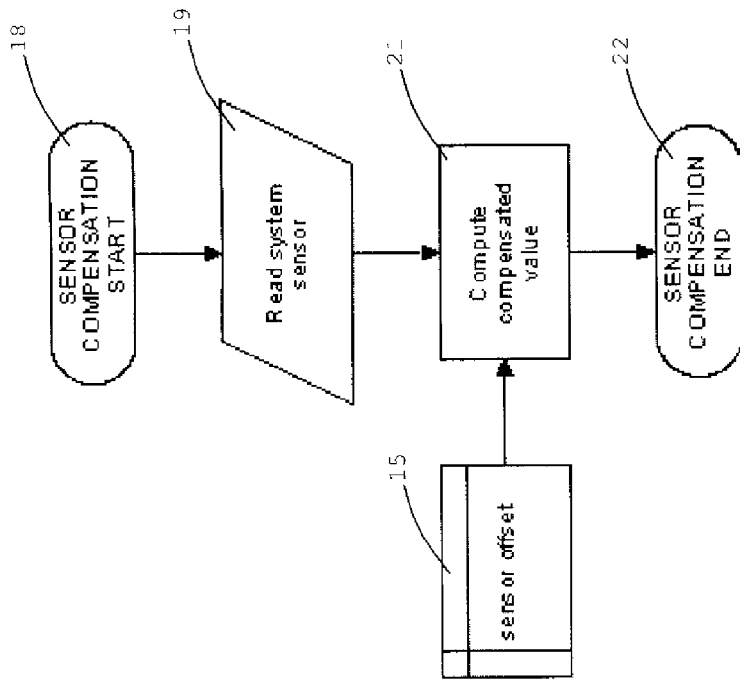 18
SENSOR
COMPENSATION
START
19
Read system
sensor
21
Compute
compensated
value
15
sensor offset
22
SENSOR
COMPENSATION
END